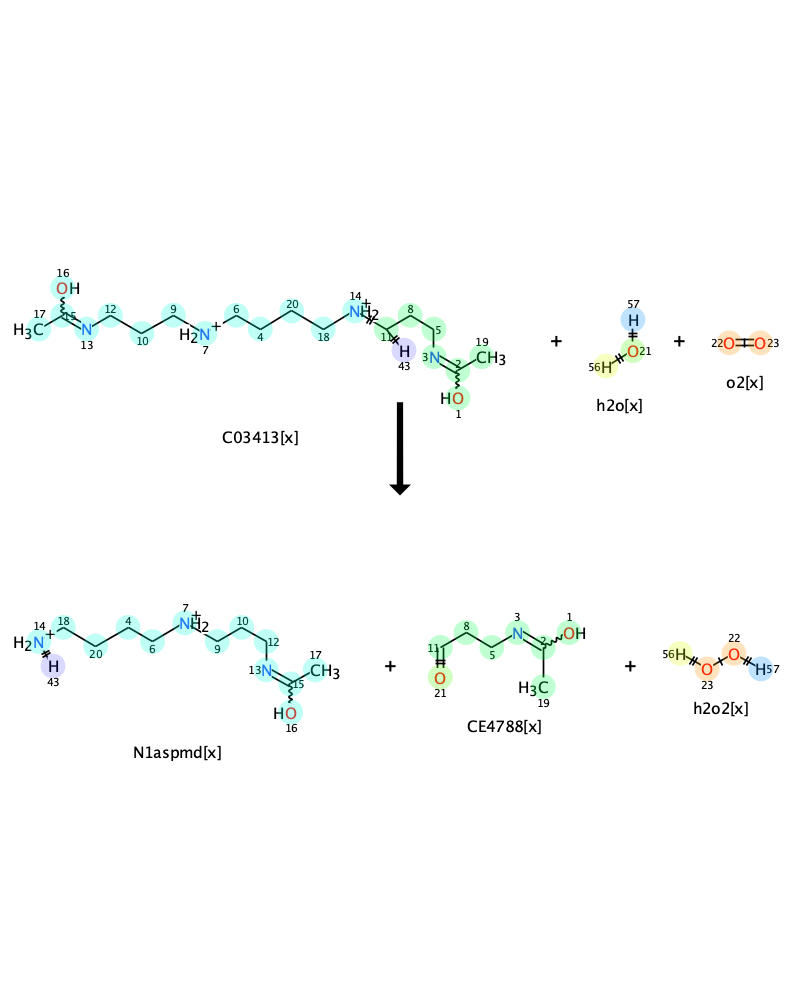 16
OH
17
15
12
9
6
20
14
8
H3C
N
13
10
H2N+
7
4
18
NH2+
11
5
H
43
3N
2
19
CH3
HO
1
57
H
56H
O21
22O
O23
+
+
h2o[x]
o2[x]
C03413[x]
7
14
18
4
NH2+
10
H2N+
20
6
9
12
H
43
13N
15
17
CH3
HO
16
+
8
3
N
1
OH
11
5
2
O
21
H3C
19
+
56H
22
O
O
23
H57
N1aspmd[x]
CE4788[x]
h2o2[x]